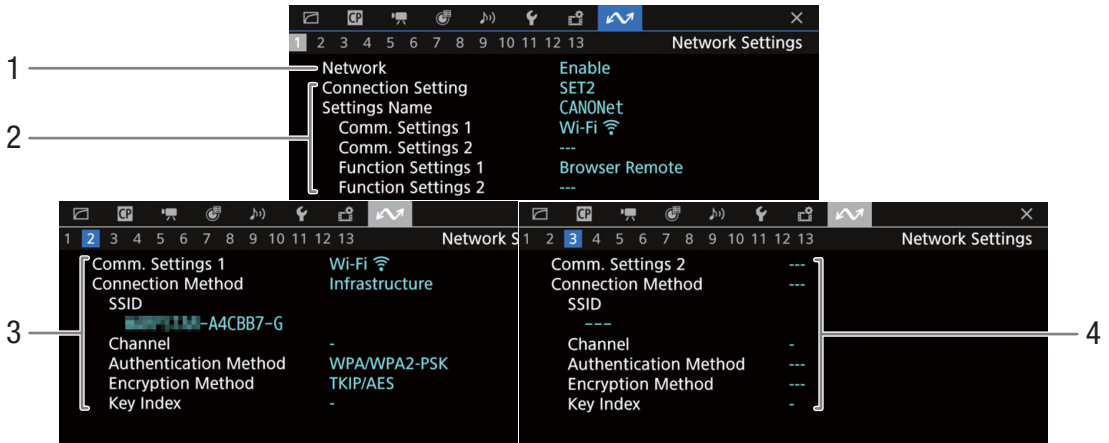 CP
1 2 3 4 5 6 7 8 9 10 11 12 13 Network Settings
1
Network Enable
Connection Setting SET2
Settings Name CANONet
2
Comm. Settings 1 Wi-Fi
Comm. Settings 2 ---
Function Settings 1 Browser Remote
Function Settings 2 ---
CP
1 2 3 4 5 6 7 8 9 10 11 12 13 Network S
Comm. Settings 1 Wi-Fi
Connection Method Infrastructure
SSID
-A4CBB7-G
3
Channel -
Authentication Method WPA/WPA2-PSK
Encryption Method TKIP/AES
Key Index -
CP
1 2 3 4 5 6 7 8 9 10 11 12 13 Network Settings
Comm. Settings 2 ---
Connection Method ---
SSID
---
4
Channel -
Authentication Method ---
Encryption Method ---
Key Index -